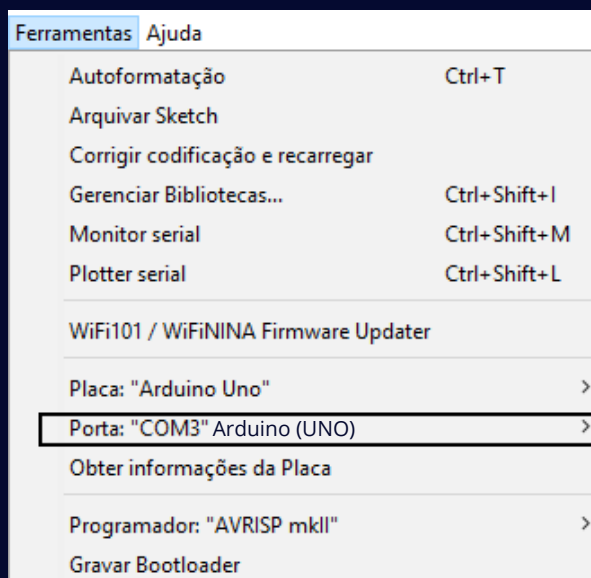 Ferramentas Ajuda
Autoformatação Ctrl+T
Arquivar Sketch
Corrigir codificação e recarregar
Gerenciar Bibliotecas... Ctrl+Shift+I
Monitor serial Ctrl+Shift+M
Plotter serial Ctrl+Shift+L
WiFi101 / WiFiNINA Firmware Updater
Placa: "Arduino Uno"
Porta: "COM3" Arduino (UNO)
Obter informações da Placa
Programador: "AVRISP mkII"
Gravar Bootloader